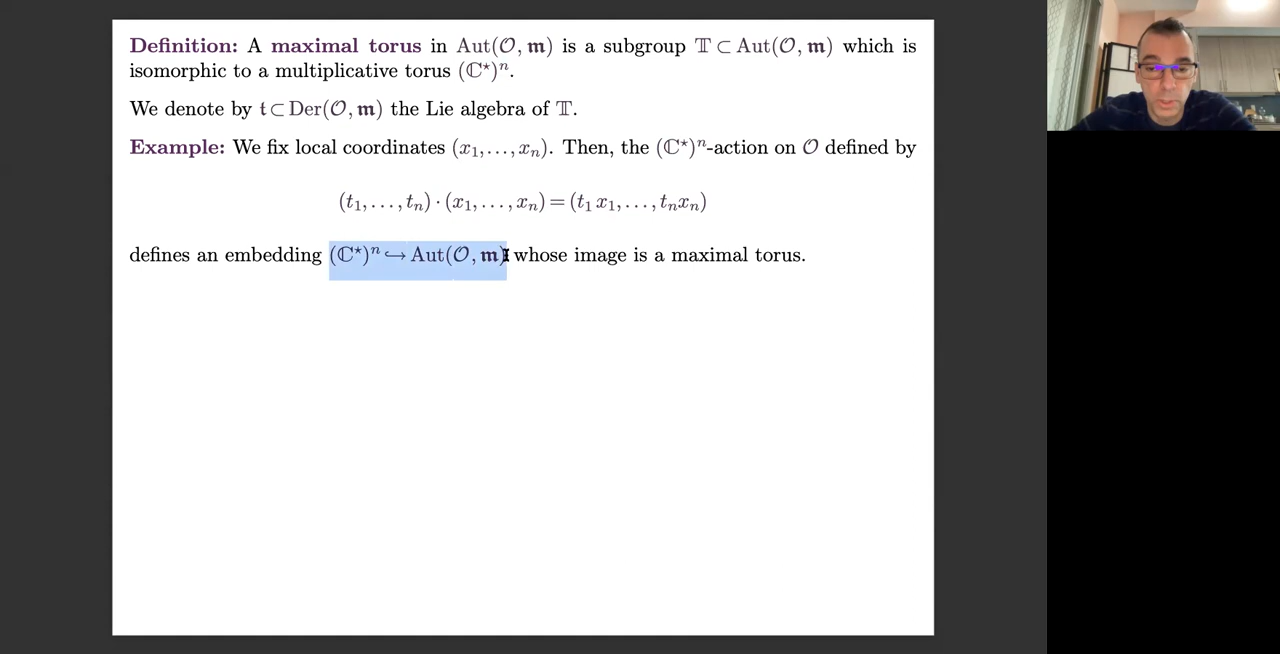 Definition: A maximal torus in Aut(𝒪, 𝔪) is a subgroup 𝕋 ⊂ Aut(𝒪, 𝔪) which is
isomorphic to a multiplicative torus (ℂ⋆)ⁿ.
We denote by 𝔱 ⊂ Der(𝒪, 𝔪) the Lie algebra of 𝕋.
Example: We fix local coordinates (x₁,…,xₙ). Then, the (ℂ⋆)ⁿ-action on 𝒪 defined by
(t₁,…,tₙ) · (x₁,…,xₙ) = (t₁ x₁,…,tₙxₙ)
defines an embedding (ℂ⋆)ⁿ ↪ Aut(𝒪, 𝔪) whose image is a maximal torus.